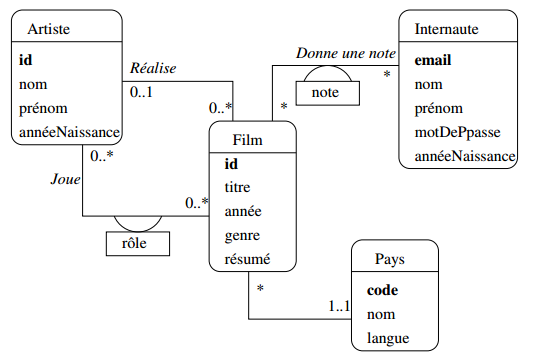 Artiste
id
nom
prénom
annéeNaissance
Réalise
0..1
0..*
Donne une note
*
note
*
Internaute
email
nom
prénom
motDePpasse
annéeNaissance
0..*
Joue
0..*
rôle
Film
id
titre
année
genre
résumé
*
1..1
Pays
code
nom
langue